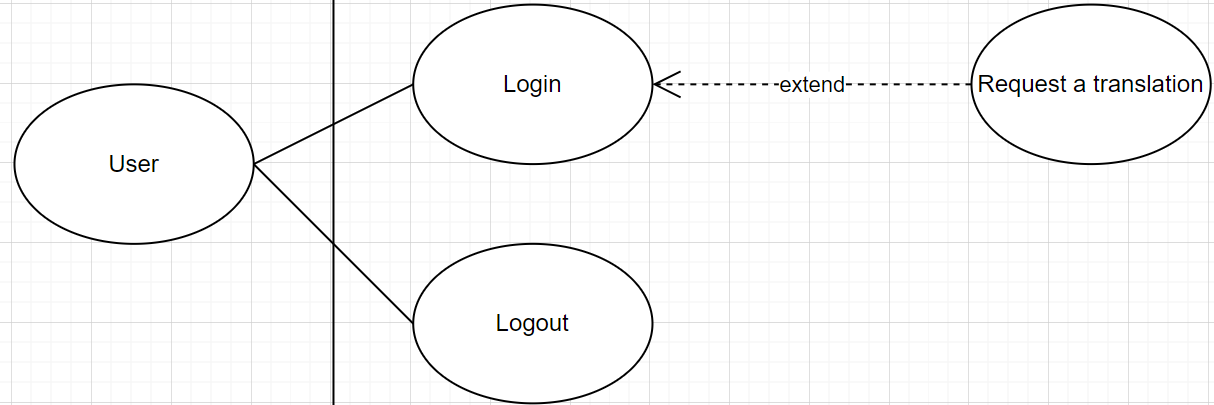 Login
extend
Request a translation
User
Logout